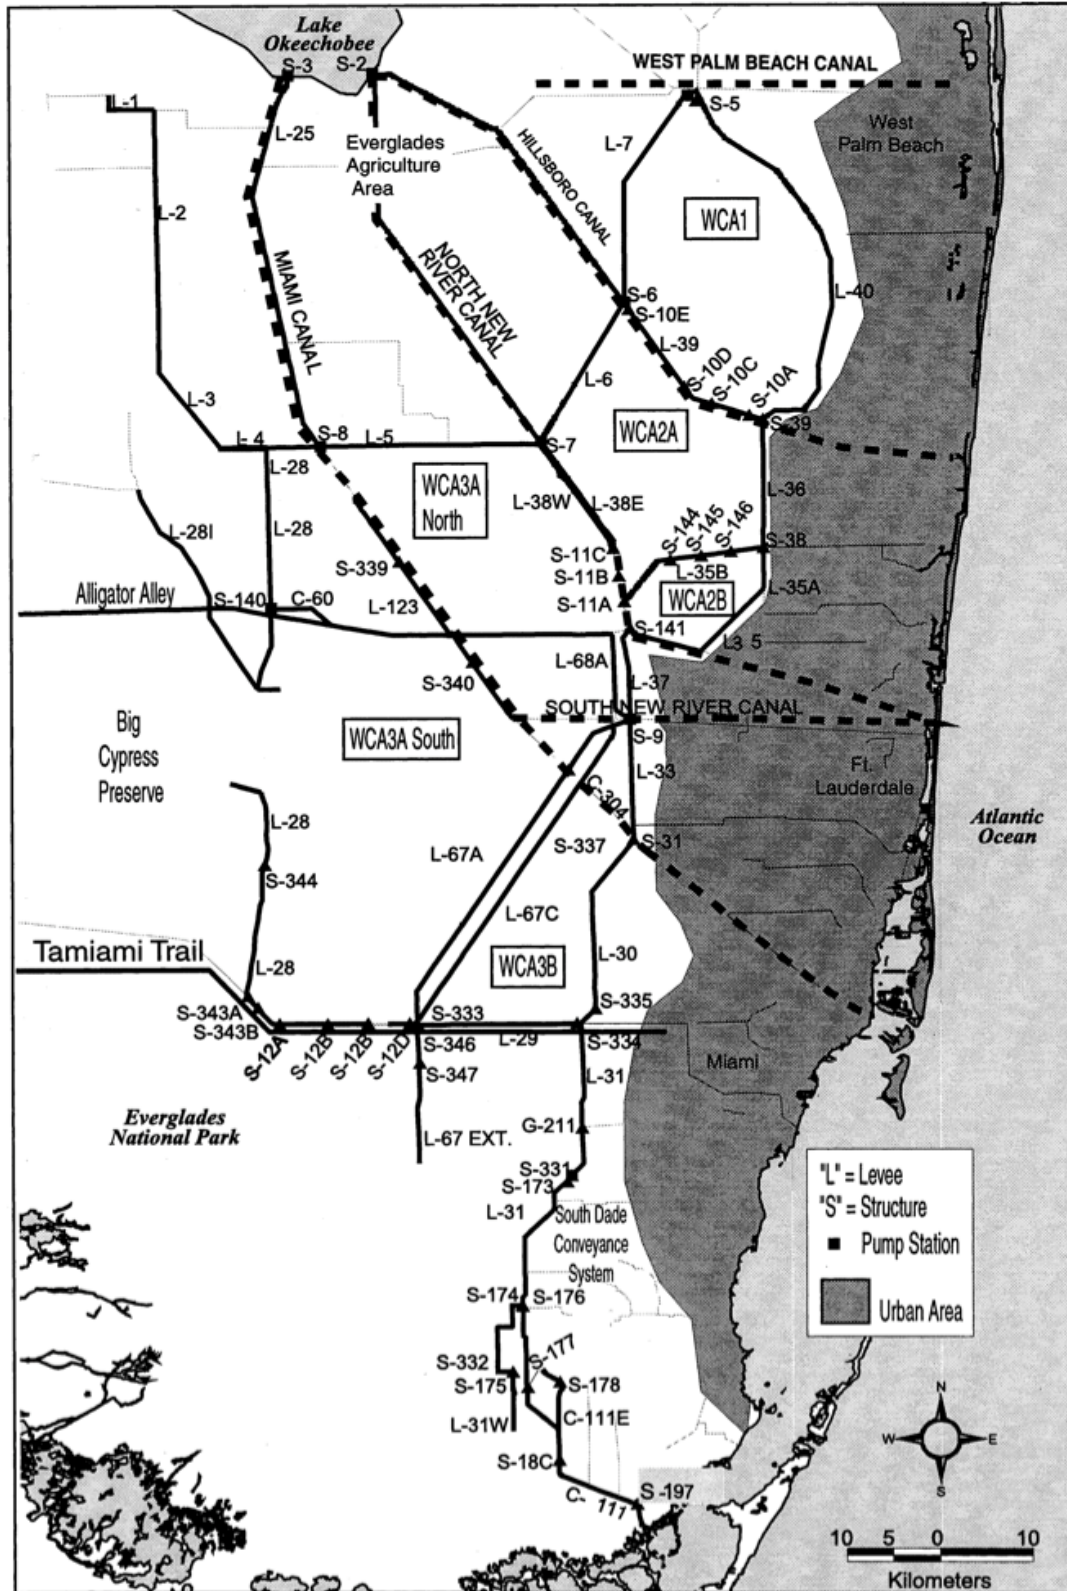 Lake
Okeechobee
S-3
S-2
WEST PALM BEACH CANAL
L-1
S-5
L-25
West
Palm Beach
Everglades
Agriculture
Area
L-7
HILLSBORO CANAL
L-2
WCA1
MIAMI CANAL
NORTH NEW
RIVER CANAL
L-40
S-6
S-10E
L-39
S-10D
S-10C
S-10A
L-6
L-3
S-39
L-4
S-8
L-5
S-7
WCA2A
L-28
WCA3A
North
L-38W
L-38E
L-36
L-28I
L-28
S-144
S-145
S-146
S-38
S-11C
S-339
S-11B
L-35B
L-35A
Alligator Alley
S-140
C-60
L-123
S-11A
WCA2B
S-141
L3 5
L-68A
S-340
L-37
SOUTH NEW RIVER CANAL
Big
Cypress
Preserve
WCA3A South
S-9
L-33
Ft.
Lauderdale
C-304
Atlantic
Ocean
L-28
L-67A
S-337
S-31
S-344
L-67C
Tamiami Trail
L-28
WCA3B
L-30
S-343A
S-343B
S-333
S-335
S-12A
S-12B
S-12B
S-12D
S-346
L-29
S-334
Miami
S-347
L-31
Everglades
National Park
G-211
L-67 EXT.
S-331
S-173
"L" = Levee
"S" = Structure
Pump Station
Urban Area
L-31
South Dade
Conveyance
System
S-174
S-176
S-177
S-332
S-175
S-178
L-31W
C-111E
S-18C
C- 111
S -197
N
W
E
S
10
5
0
10
Kilometers